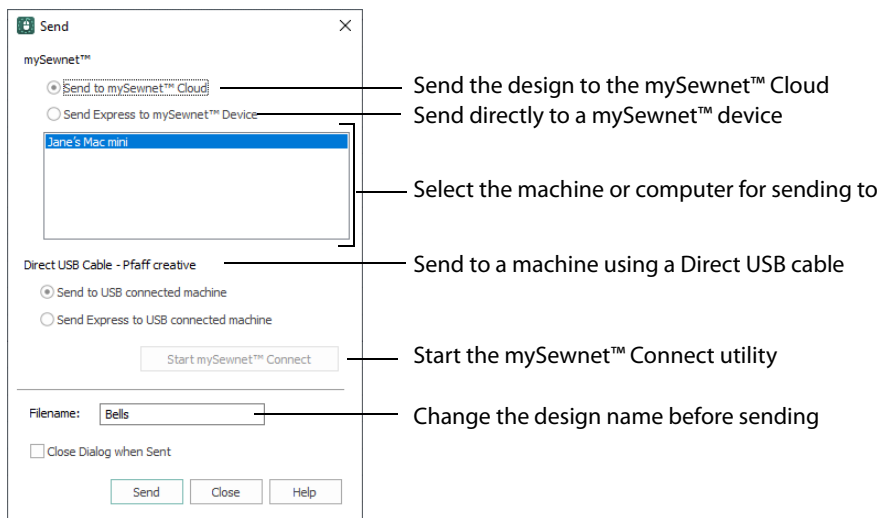 Send
mySewnet™
Send to mySewnet™ Cloud
Send the design to the mySewnet™ Cloud
Send Express to mySewnet™ Device
Send directly to a mySewnet™ device
Jane's Mac mini
Select the machine or computer for sending to
Direct USB Cable - Pfaff creative
Send to a machine using a Direct USB cable
Send to USB connected machine
Send Express to USB connected machine
Start mySewnet™ Connect
Start the mySewnet™ Connect utility
Filename: Bells
Change the design name before sending
Close Dialog when Sent
Send Close Help